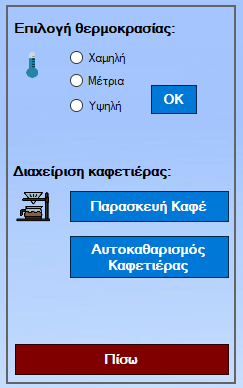 Επιλογή θερμοκρασίας:
Χαμηλή
Μέτρια
Υψηλή
OK
Διαχείριση καφετιέρας:
Παρασκευή Καφέ
Αυτοκαθαρισμός
Καφετιέρας
Πίσω